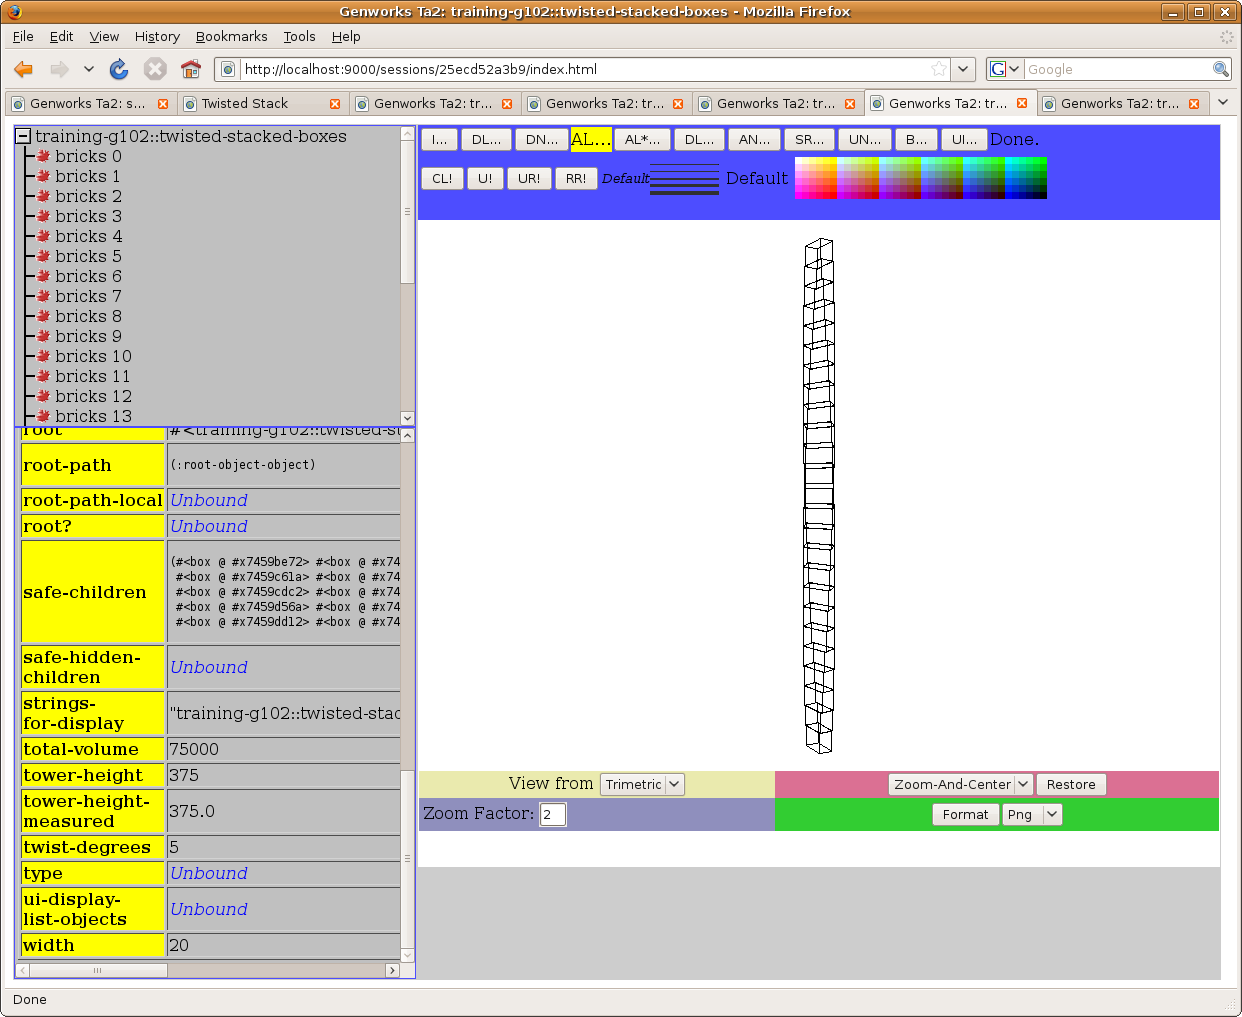 Genworks Ta2: training-g102::twisted-stacked-boxes - Mozilla Firefox
File Edit View History Bookmarks Tools Help
http://localhost:9000/sessions/25ecd52a3b9/index.html
G Google
Genworks Ta2: s... Twisted Stack Genworks Ta2: tr... Genworks Ta2: tr... Genworks Ta2: tr... Genworks Ta2: tr... Genworks Ta2: tr...
training-g102::twisted-stacked-boxes
bricks 0
bricks 1
bricks 2
bricks 3
bricks 4
bricks 5
bricks 6
bricks 7
bricks 8
bricks 9
bricks 10
bricks 11
bricks 12
bricks 13
root #<training-g102::twisted-st
root-path (:root-object-object)
root-path-local Unbound
root? Unbound
safe-children
(#<box @ #x7459be72> #<box @ #x74
#<box @ #x7459c61a> #<box @ #x74
#<box @ #x7459cdc2> #<box @ #x74
#<box @ #x7459d56a> #<box @ #x74
#<box @ #x7459dd12> #<box @ #x74
safe-hidden-
children Unbound
strings-
for-display "training-g102::twisted-stac
total-volume 75000
tower-height 375
tower-height-
measured 375.0
twist-degrees 5
type Unbound
ui-display-
list-objects Unbound
width 20
I... DL... DN... AL... AL*... DL... AN... SR... UN... B... UI... Done.
CL! U! UR! RR! Default Default
View from Trimetric Zoom-And-Center Restore
Zoom Factor: 2 Format Png
Done